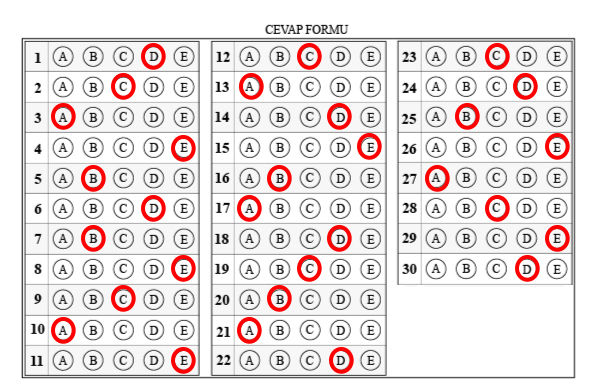 CEVAP FORMU
1 A B C D E 12 A B C D E 23 A B C D E
2 A B C D E 13 A B C D E 24 A B C D E
3 A B C D E 14 A B C D E 25 A B C D E
4 A B C D E 15 A B C D E 26 A B C D E
5 A B C D E 16 A B C D E 27 A B C D E
6 A B C D E 17 A B C D E 28 A B C D E
7 A B C D E 18 A B C D E 29 A B C D E
8 A B C D E 19 A B C D E 30 A B C D E
9 A B C D E 20 A B C D E
10 A B C D E 21 A B C D E
11 A B C D E 22 A B C D E